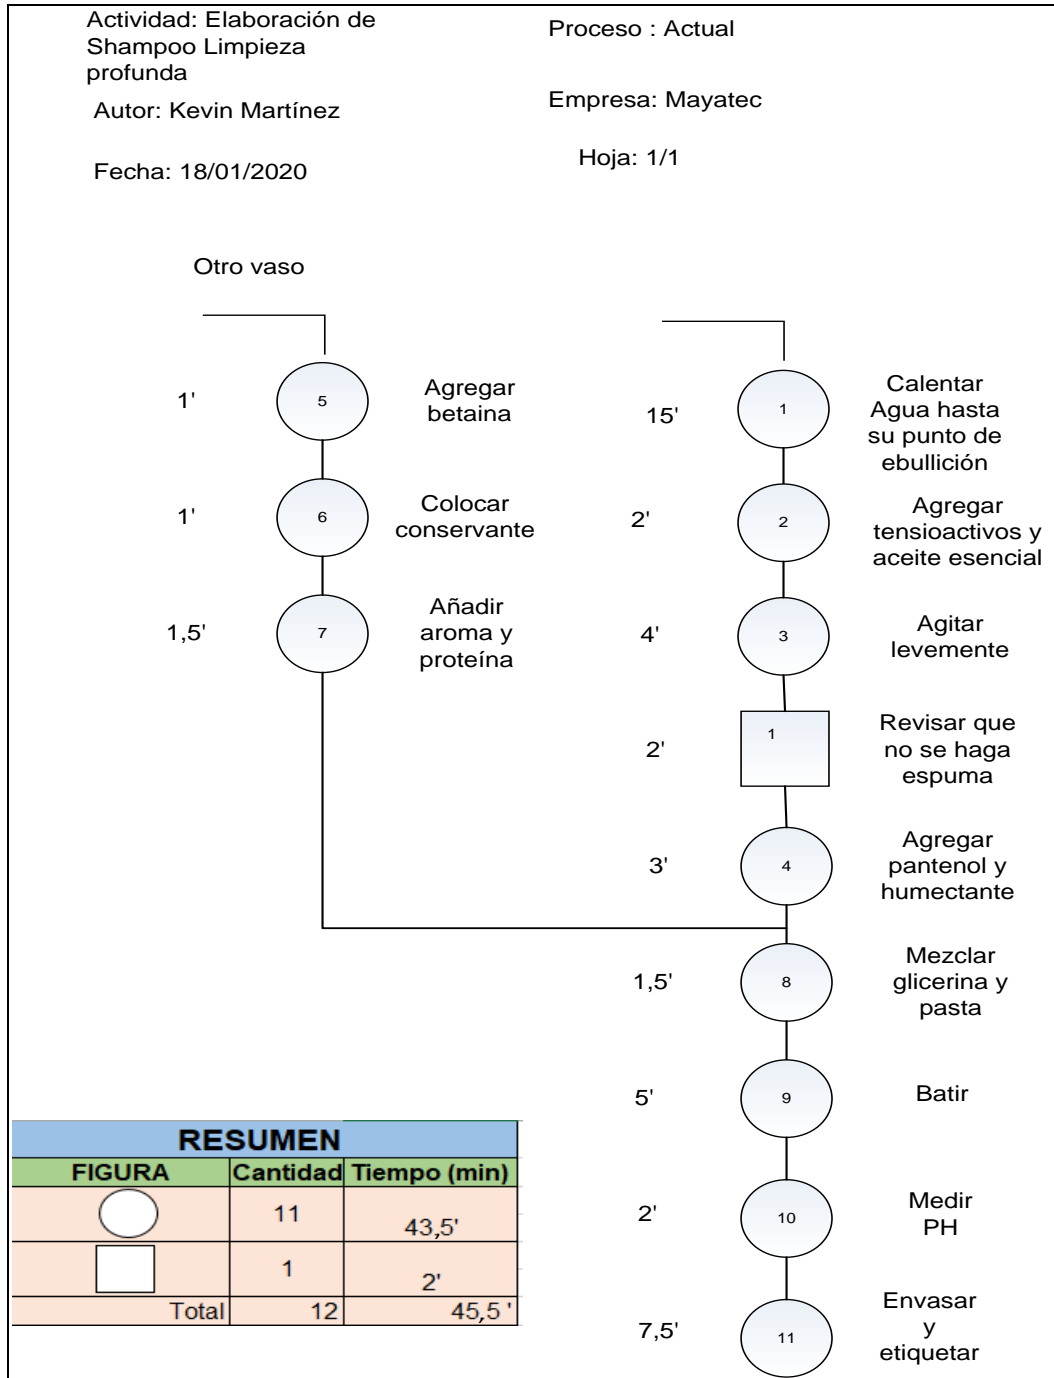 Actividad: Elaboración de
Shampoo Limpieza
profunda
Proceso : Actual
Autor: Kevin Martínez
Empresa: Mayatec
Fecha: 18/01/2020
Hoja: 1/1
Otro vaso
1'
5
Agregar
betaina
1'
6
Colocar
conservante
1,5'
7
Añadir
aroma y
proteína
15'
1
Calentar
Agua hasta
su punto de
ebullición
2'
2
Agregar
tensioactivos y
aceite esencial
4'
3
Agitar
levemente
2'
1
Revisar que
no se haga
espuma
3'
4
Agregar
pantenol y
humectante
1,5'
8
Mezclar
glicerina y
pasta
5'
9
Batir
2'
10
Medir
PH
7,5'
11
Envasar
y
etiquetar
RESUMEN
FIGURA Cantidad Tiempo (min)
11 43,5'
1 2'
Total 12 45,5 '